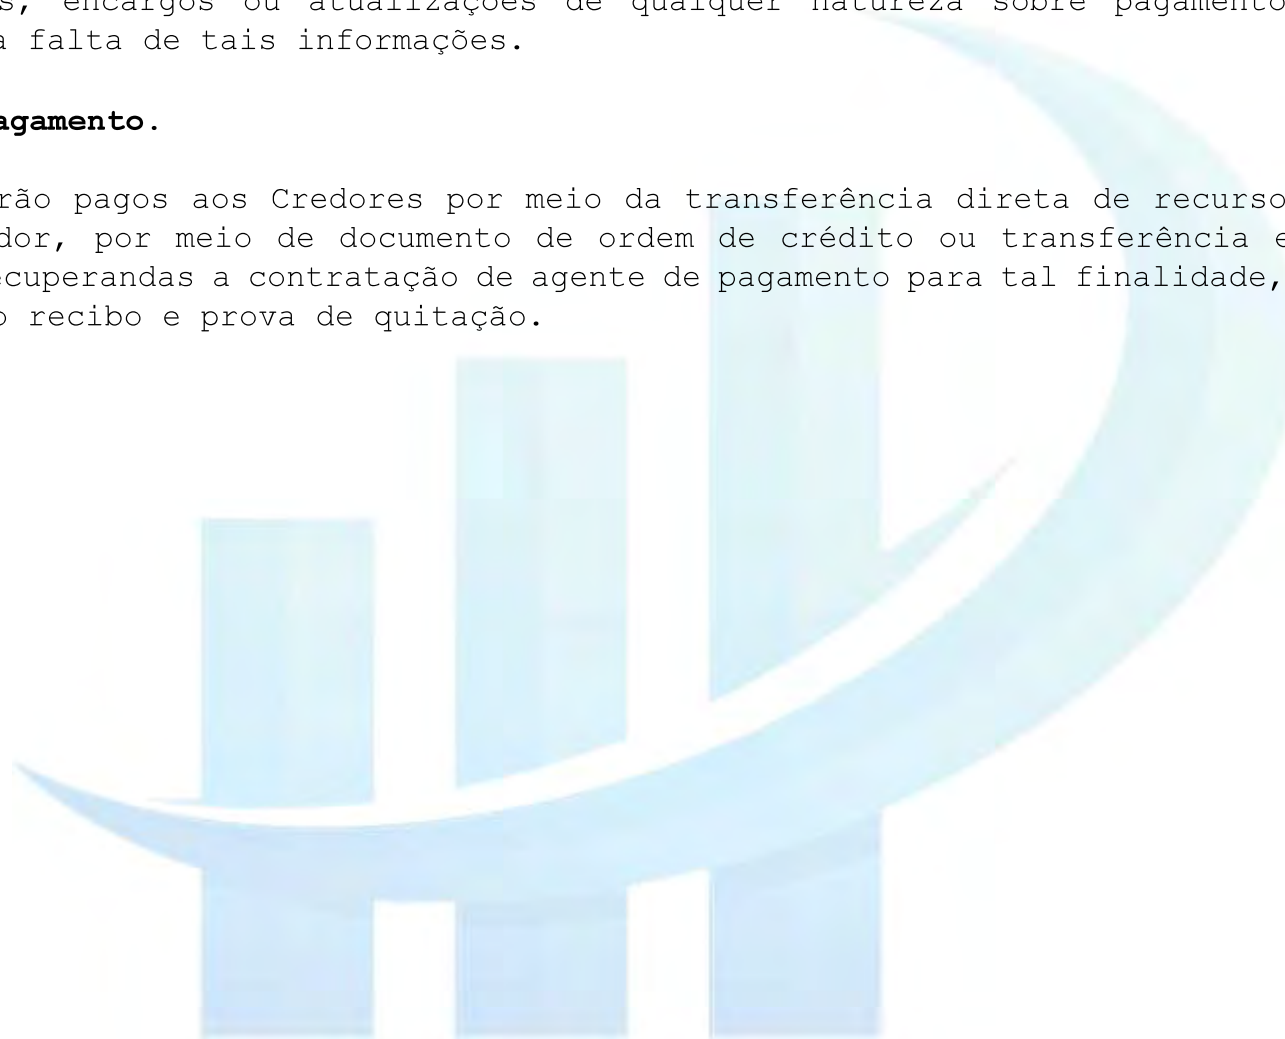 s, encargos ou atualizações de qualquer natureza sobre pagamento
a falta de tais informações.
agamento.
rão pagos aos Credores por meio da transferência direta de recurso
dor, por meio de documento de ordem de crédito ou transferência e
ecuperandas a contratação de agente de pagamento para tal finalidade,
o recibo e prova de quitação.